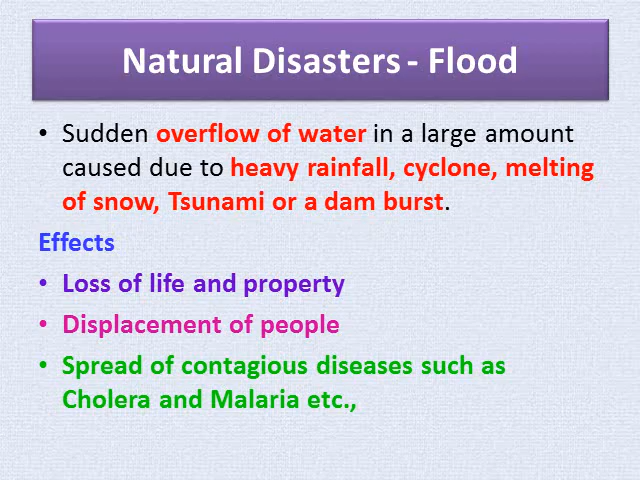 Natural Disasters - Flood
• Sudden overflow of water in a large amount
caused due to heavy rainfall, cyclone, melting
of snow, Tsunami or a dam burst.
Effects
• Loss of life and property
• Displacement of people
• Spread of contagious diseases such as
Cholera and Malaria etc.,